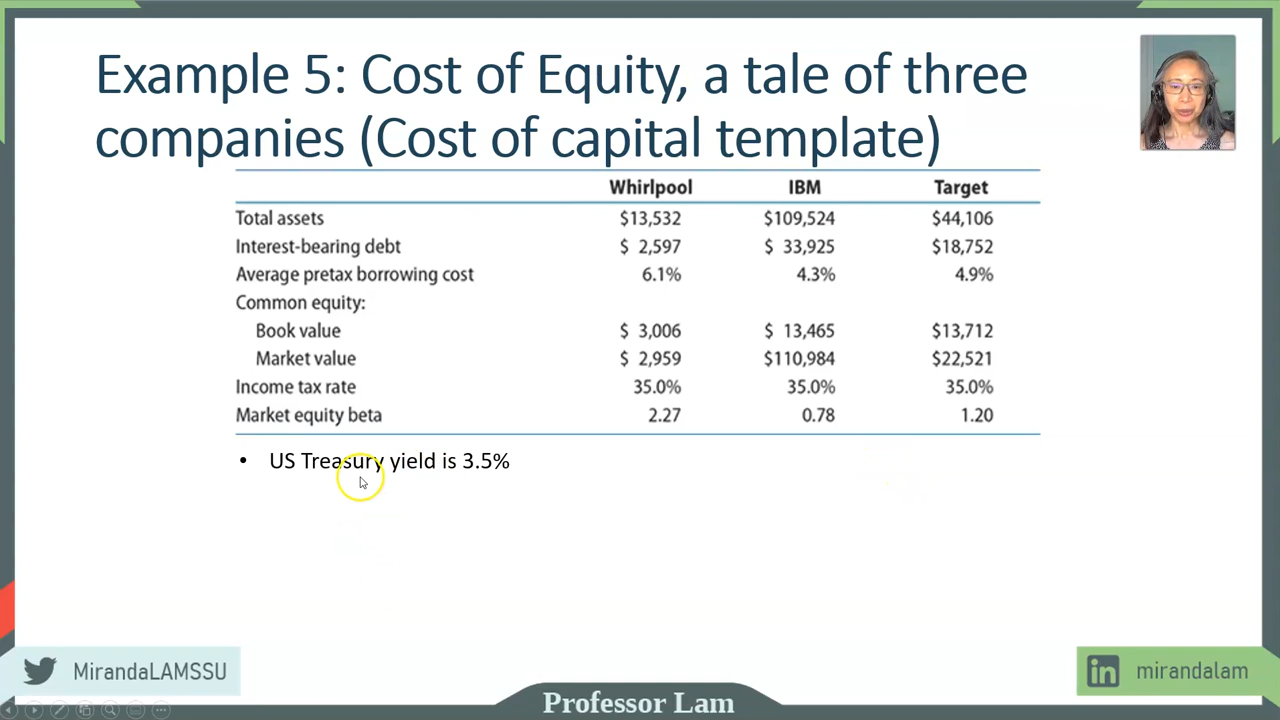 Example 5: Cost of Equity, a tale of three
companies (Cost of capital template)
Whirlpool IBM Target
Total assets $13,532 $109,524 $44,106
Interest-bearing debt $ 2,597 $ 33,925 $18,752
Average pretax borrowing cost 6.1% 4.3% 4.9%
Common equity:
Book value $ 3,006 $ 13,465 $13,712
Market value $ 2,959 $110,984 $22,521
Income tax rate 35.0% 35.0% 35.0%
Market equity beta 2.27 0.78 1.20
• US Treasury yield is 3.5%
MirandaLAMSSU
in mirandalam
Professor Lam